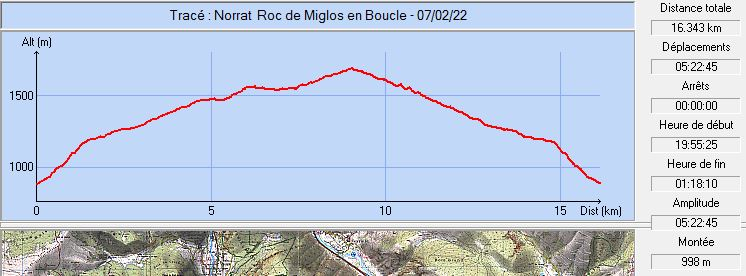 Tracé : Norrat Roc de Miglos en Boucle - 07/02/22
Alt (m)
1500
1000
0
5
10
15
Dist (km)
Distance totale
16.343 km
Déplacements
05:22:45
Arrêts
00:00:00
Heure de début
19:55:25
Heure de fin
01:18:10
Amplitude
05:22:45
Montée
998 m